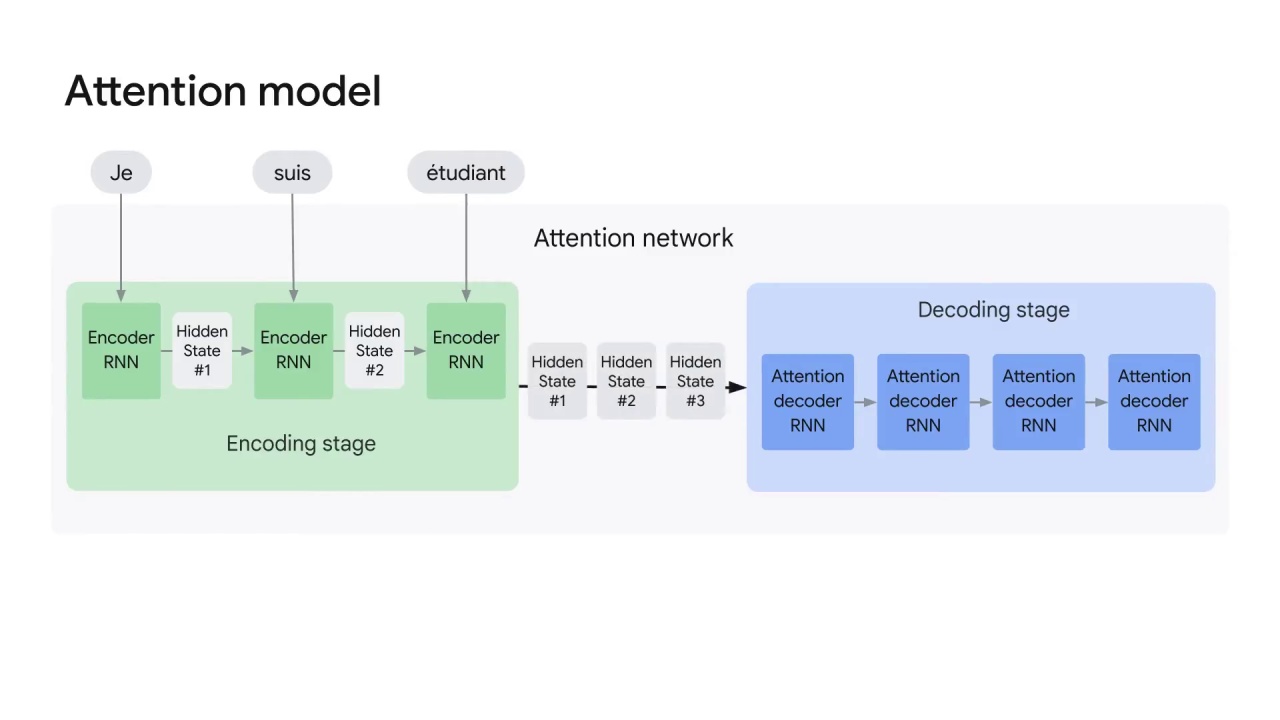 Attention model
Je
suis
étudiant
Attention network
Encoder
RNN
Hidden
State
#1
Encoder
RNN
Hidden
State
#2
Encoder
RNN
Encoding stage
Hidden
State
#1
Hidden
State
#2
Hidden
State
#3
Decoding stage
Attention
decoder
RNN
Attention
decoder
RNN
Attention
decoder
RNN
Attention
decoder
RNN